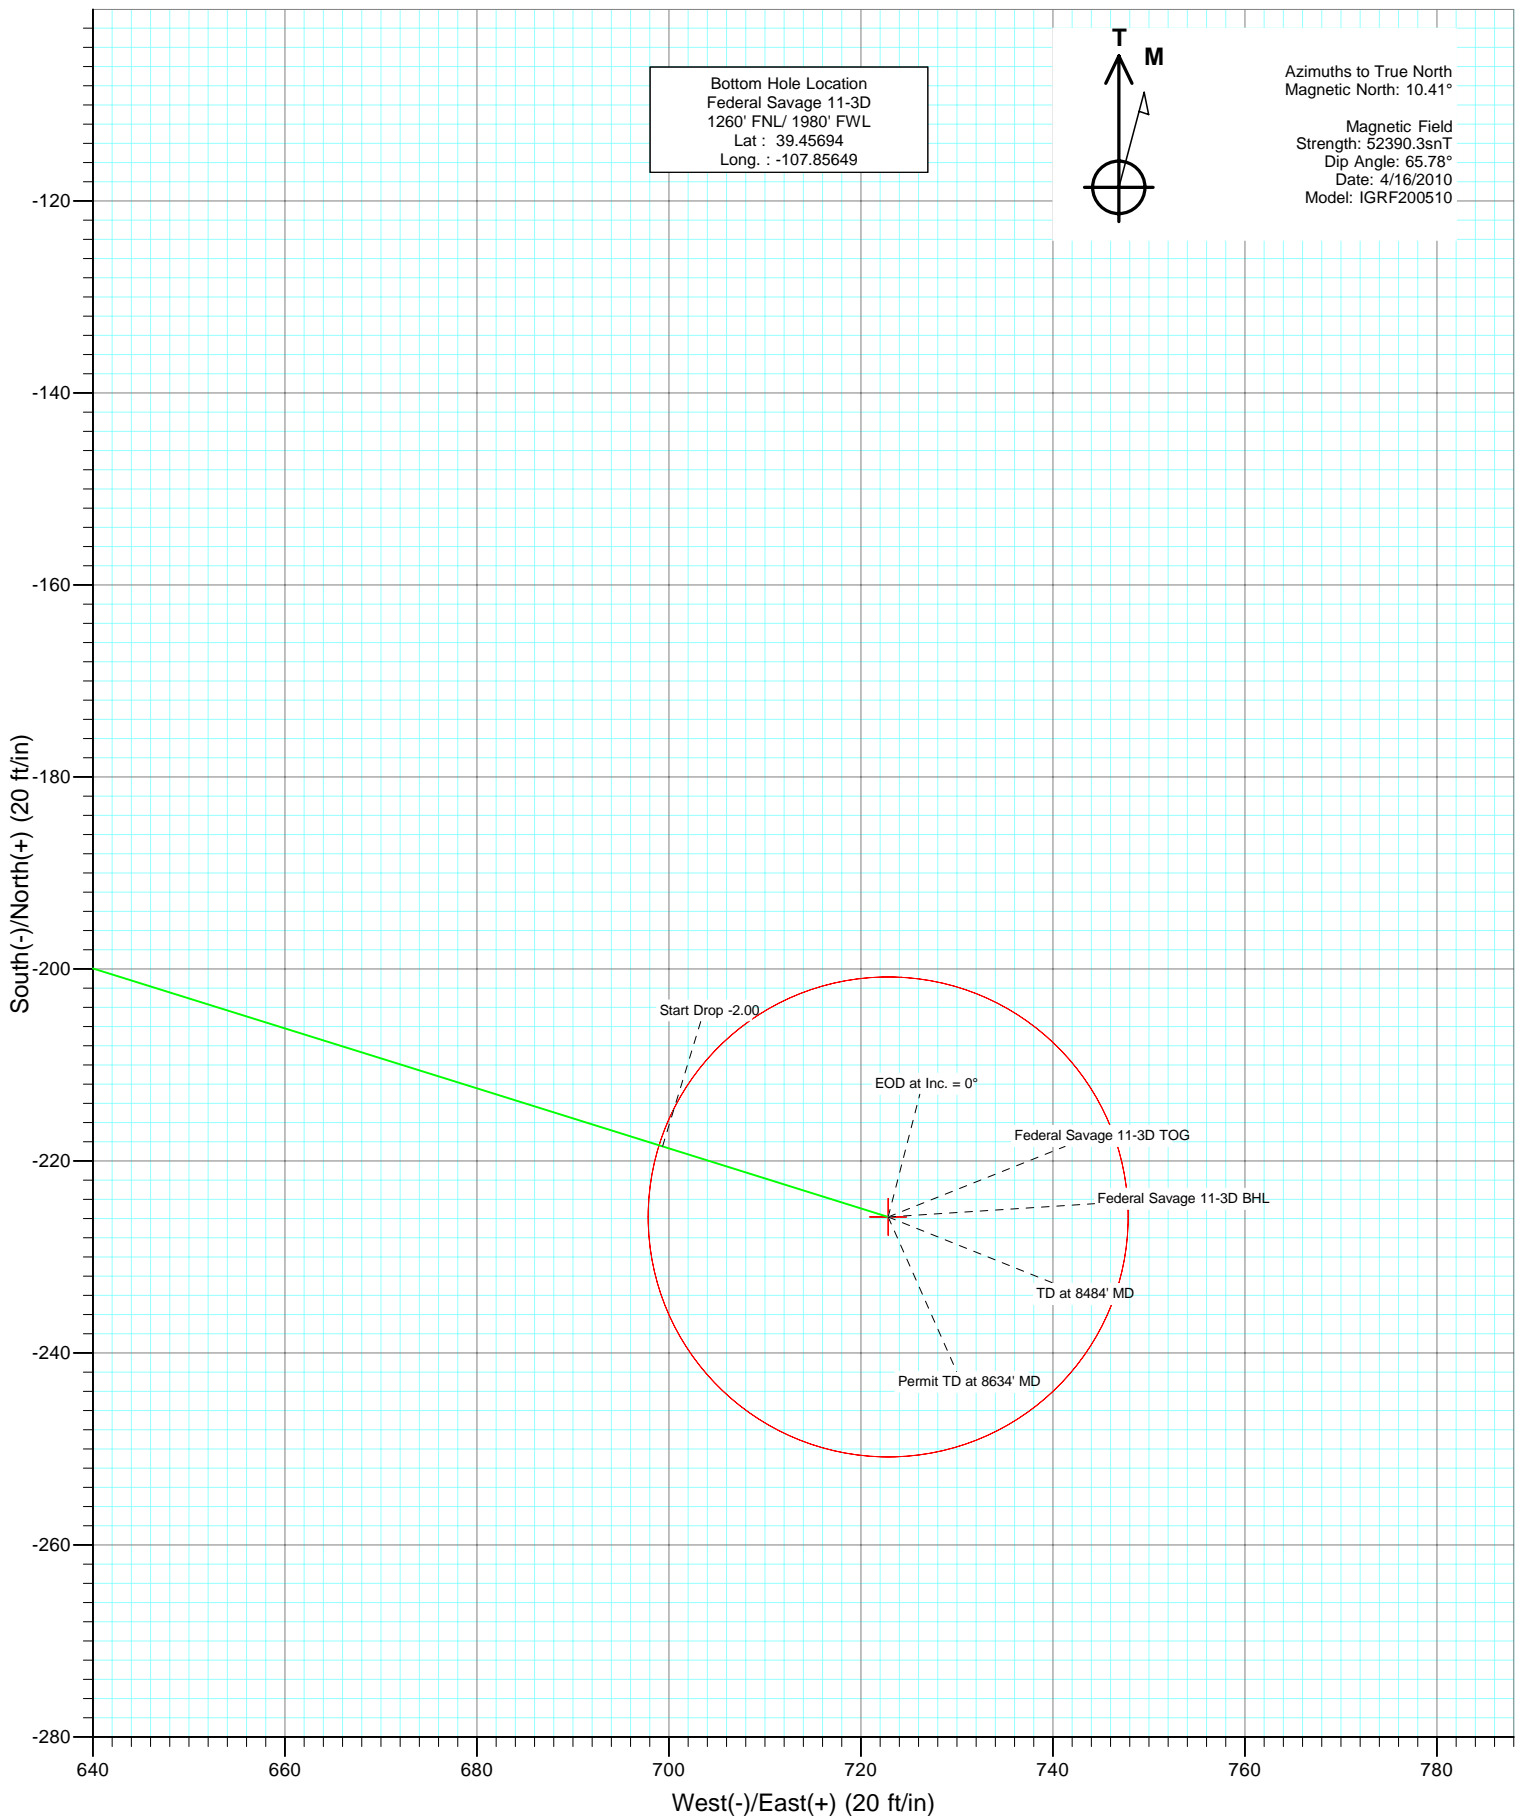 Bottom Hole Location
Federal Savage 11-3D
1260' FNL/ 1980' FWL
Lat : 39.45694
Long. : -107.85649
T
M
Azimuths to True North
Magnetic North: 10.41°
Magnetic Field
Strength: 52390.3snT
Dip Angle: 65.78°
Date: 4/16/2010
Model: IGRF200510
-120
-140
-160
-180
-200
-220
-240
-260
-280
South(-)/North(+) (20 ft/in)
Start Drop -2.00
EOD at Inc. = 0°
Federal Savage 11-3D TOG
Federal Savage 11-3D BHL
TD at 8484' MD
Permit TD at 8634' MD
640
660
680
700
720
740
760
780
West(-)/East(+) (20 ft/in)